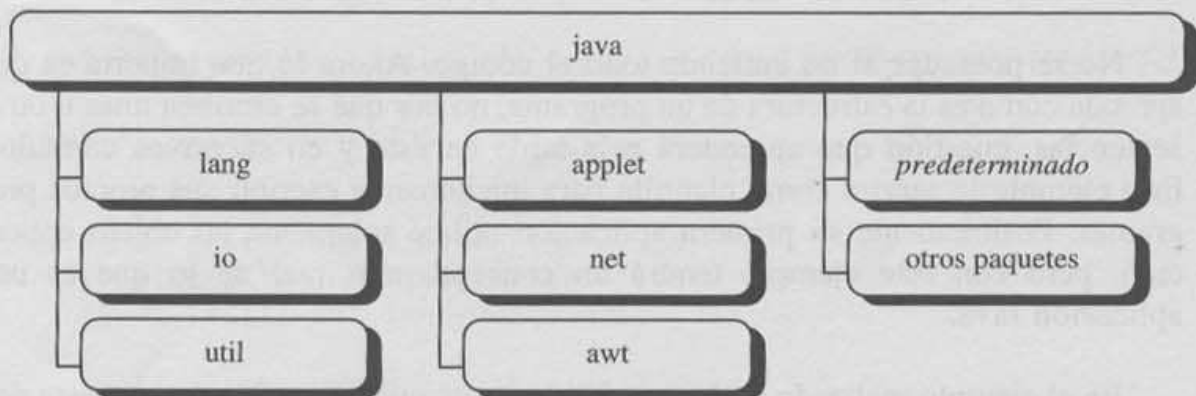 java
lang
applet
predeterminado
io
net
otros paquetes
util
awt